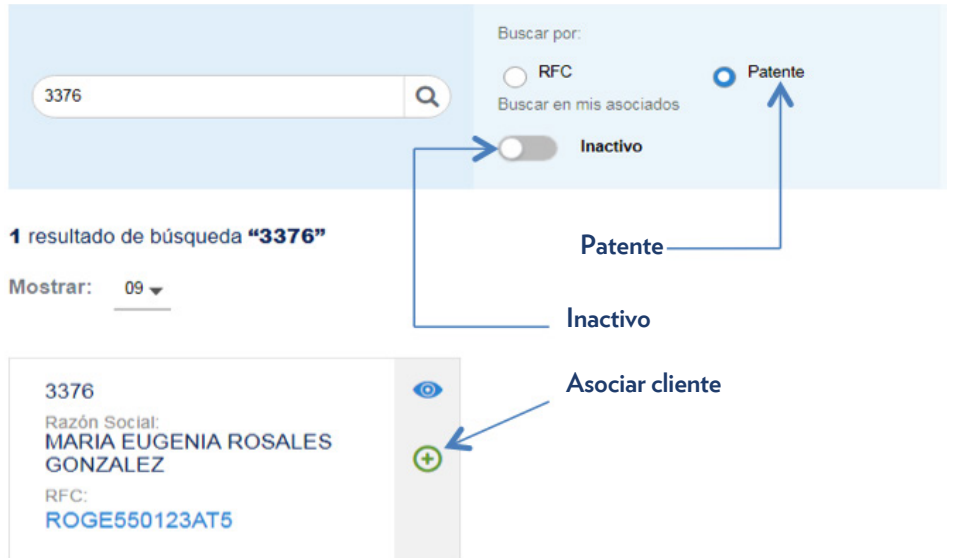 Buscar por:
RFC
Patente
3376
Buscar en mis asociados
Inactivo
1 resultado de búsqueda “3376”
Patente
Mostrar: 09
Inactivo
Asociar cliente
3376
Razón Social:
MARIA EUGENIA ROSALES
GONZALEZ
RFC:
ROGE550123AT5